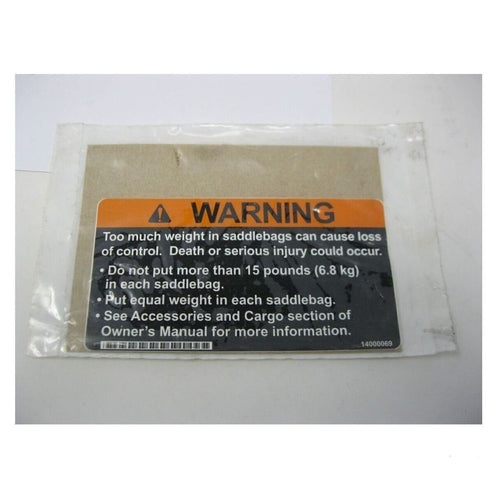 WARNING
Too much weight in saddlebags can cause loss
of control. Death or serious injury could occur.
• Do not put more than 15 pounds (6.8 kg)
in each saddlebag.
• Put equal weight in each saddlebag.
• See Accessories and Cargo section of
Owner's Manual for more information.
14000069